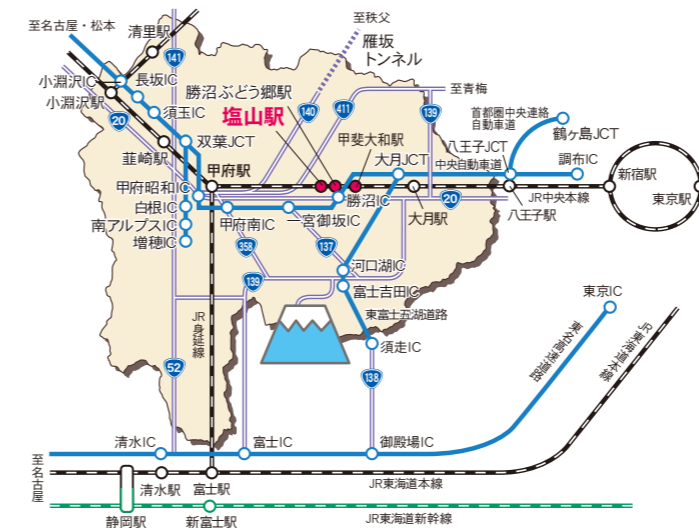 至秩父
至名古屋・松本
清里駅
雁坂
トンネル
141
小淵沢IC
長坂IC
小淵沢駅
勝沼ぶどう郷駅
至青梅
須玉IC
塩山駅
140
411
139
首都圏中央連絡
自動車道
20
双葉JCT
甲斐大和駅
八王子JCT
鶴ヶ島JCT
韮崎駅
大月JCT
中央自動車道
調布IC
甲府駅
新宿駅
甲府昭和IC
JR中央本線
東京駅
白根IC
勝沼IC
20
南アルプスIC
甲府南IC
一宮御坂IC
大月駅
八王子駅
増穂IC
358
137
河口湖IC
139
富士吉田IC
東京IC
JR身延線
東富士五湖道路
東名高速道路
JR東海道本線
須走IC
52
138
清水IC
富士IC
御殿場IC
至名古屋
清水駅
富士駅
JR東海道本線
静岡駅
新富士駅
JR東海道新幹線